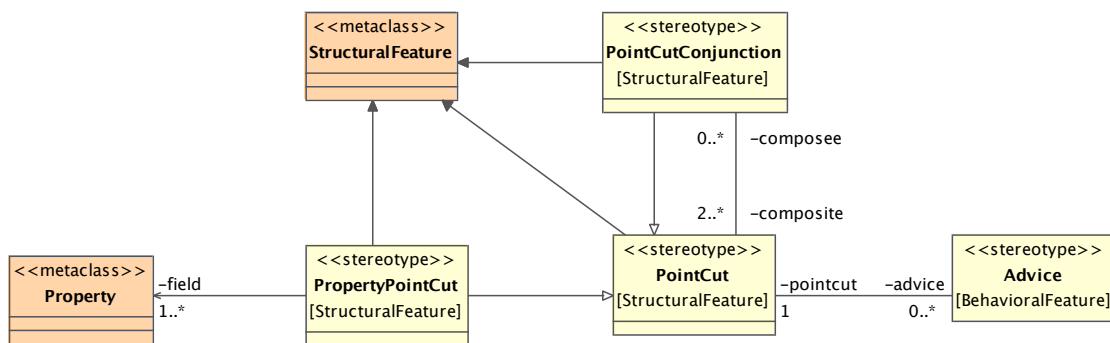 <<metaclass>>
StructuralFeature
<<stereotype>>
PointCutConjunction
[StructuralFeature]
0..*
-composee
2..*
-composite
<<metaclass>>
Property
-field
1..*
<<stereotype>>
PropertyPointCut
[StructuralFeature]
<<stereotype>>
PointCut
[StructuralFeature]
-pointcut
1
-advice
0..*
<<stereotype>>
Advice
[BehavioralFeature]